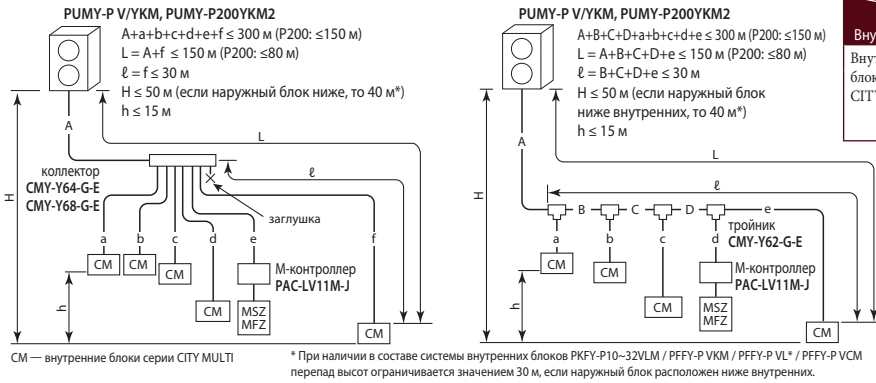 PUMY-P V/YKM, PUMY-P200YKM2
A+a+b+c+d+e+f ≤ 300 м (P200: ≤150 м)
L = A+f ≤ 150 м (P200: ≤80 м)
ℓ = f ≤ 30 м
H ≤ 50 м (если наружный блок ниже, то 40 м*)
h ≤ 15 м
A
L
H
коллектор
CMY-Y64-G-E
CMY-Y68-G-E
ℓ
заглушка
a
b
c
d
e
f
CM
CM
CM
CM
М-контроллер
PAC-LV11M-J
MSZ
MFZ
CM
h
CM — внутренние блоки серии CITY MULTI
PUMY-P V/YKM, PUMY-P200YKM2
A+B+C+D+a+b+c+d+e ≤ 300 м (P200: ≤150 м)
L = A+B+C+D+e ≤ 150 м (P200: ≤80 м)
ℓ = B+C+D+e ≤ 30 м
H ≤ 50 м (если наружный блок
ниже внутренних, то 40 м*)
h ≤ 15 м
A
L
H
ℓ
B
C
D
e
тройник
CMY-Y62-G-E
a
b
c
d
CM
CM
CM
М-контроллер
PAC-LV11M-J
MSZ
MFZ
CM
h
* При наличии в составе системы внутренних блоков PKFY-P10~32VLM / PFFY-P VKM / PFFY-P VL* / PFFY-P VCM
перепад высот ограничивается значением 30 м, если наружный блок расположен ниже внутренних.
Вну
Внут
блок
CITY